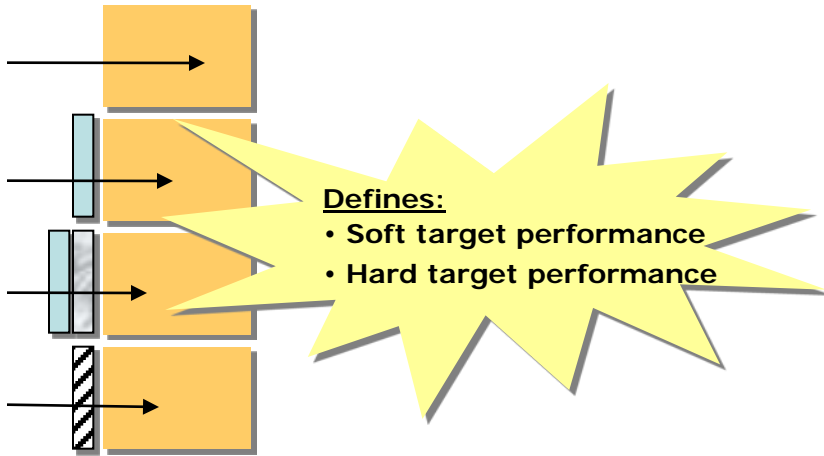 Defines:
• Soft target performance
• Hard target performance